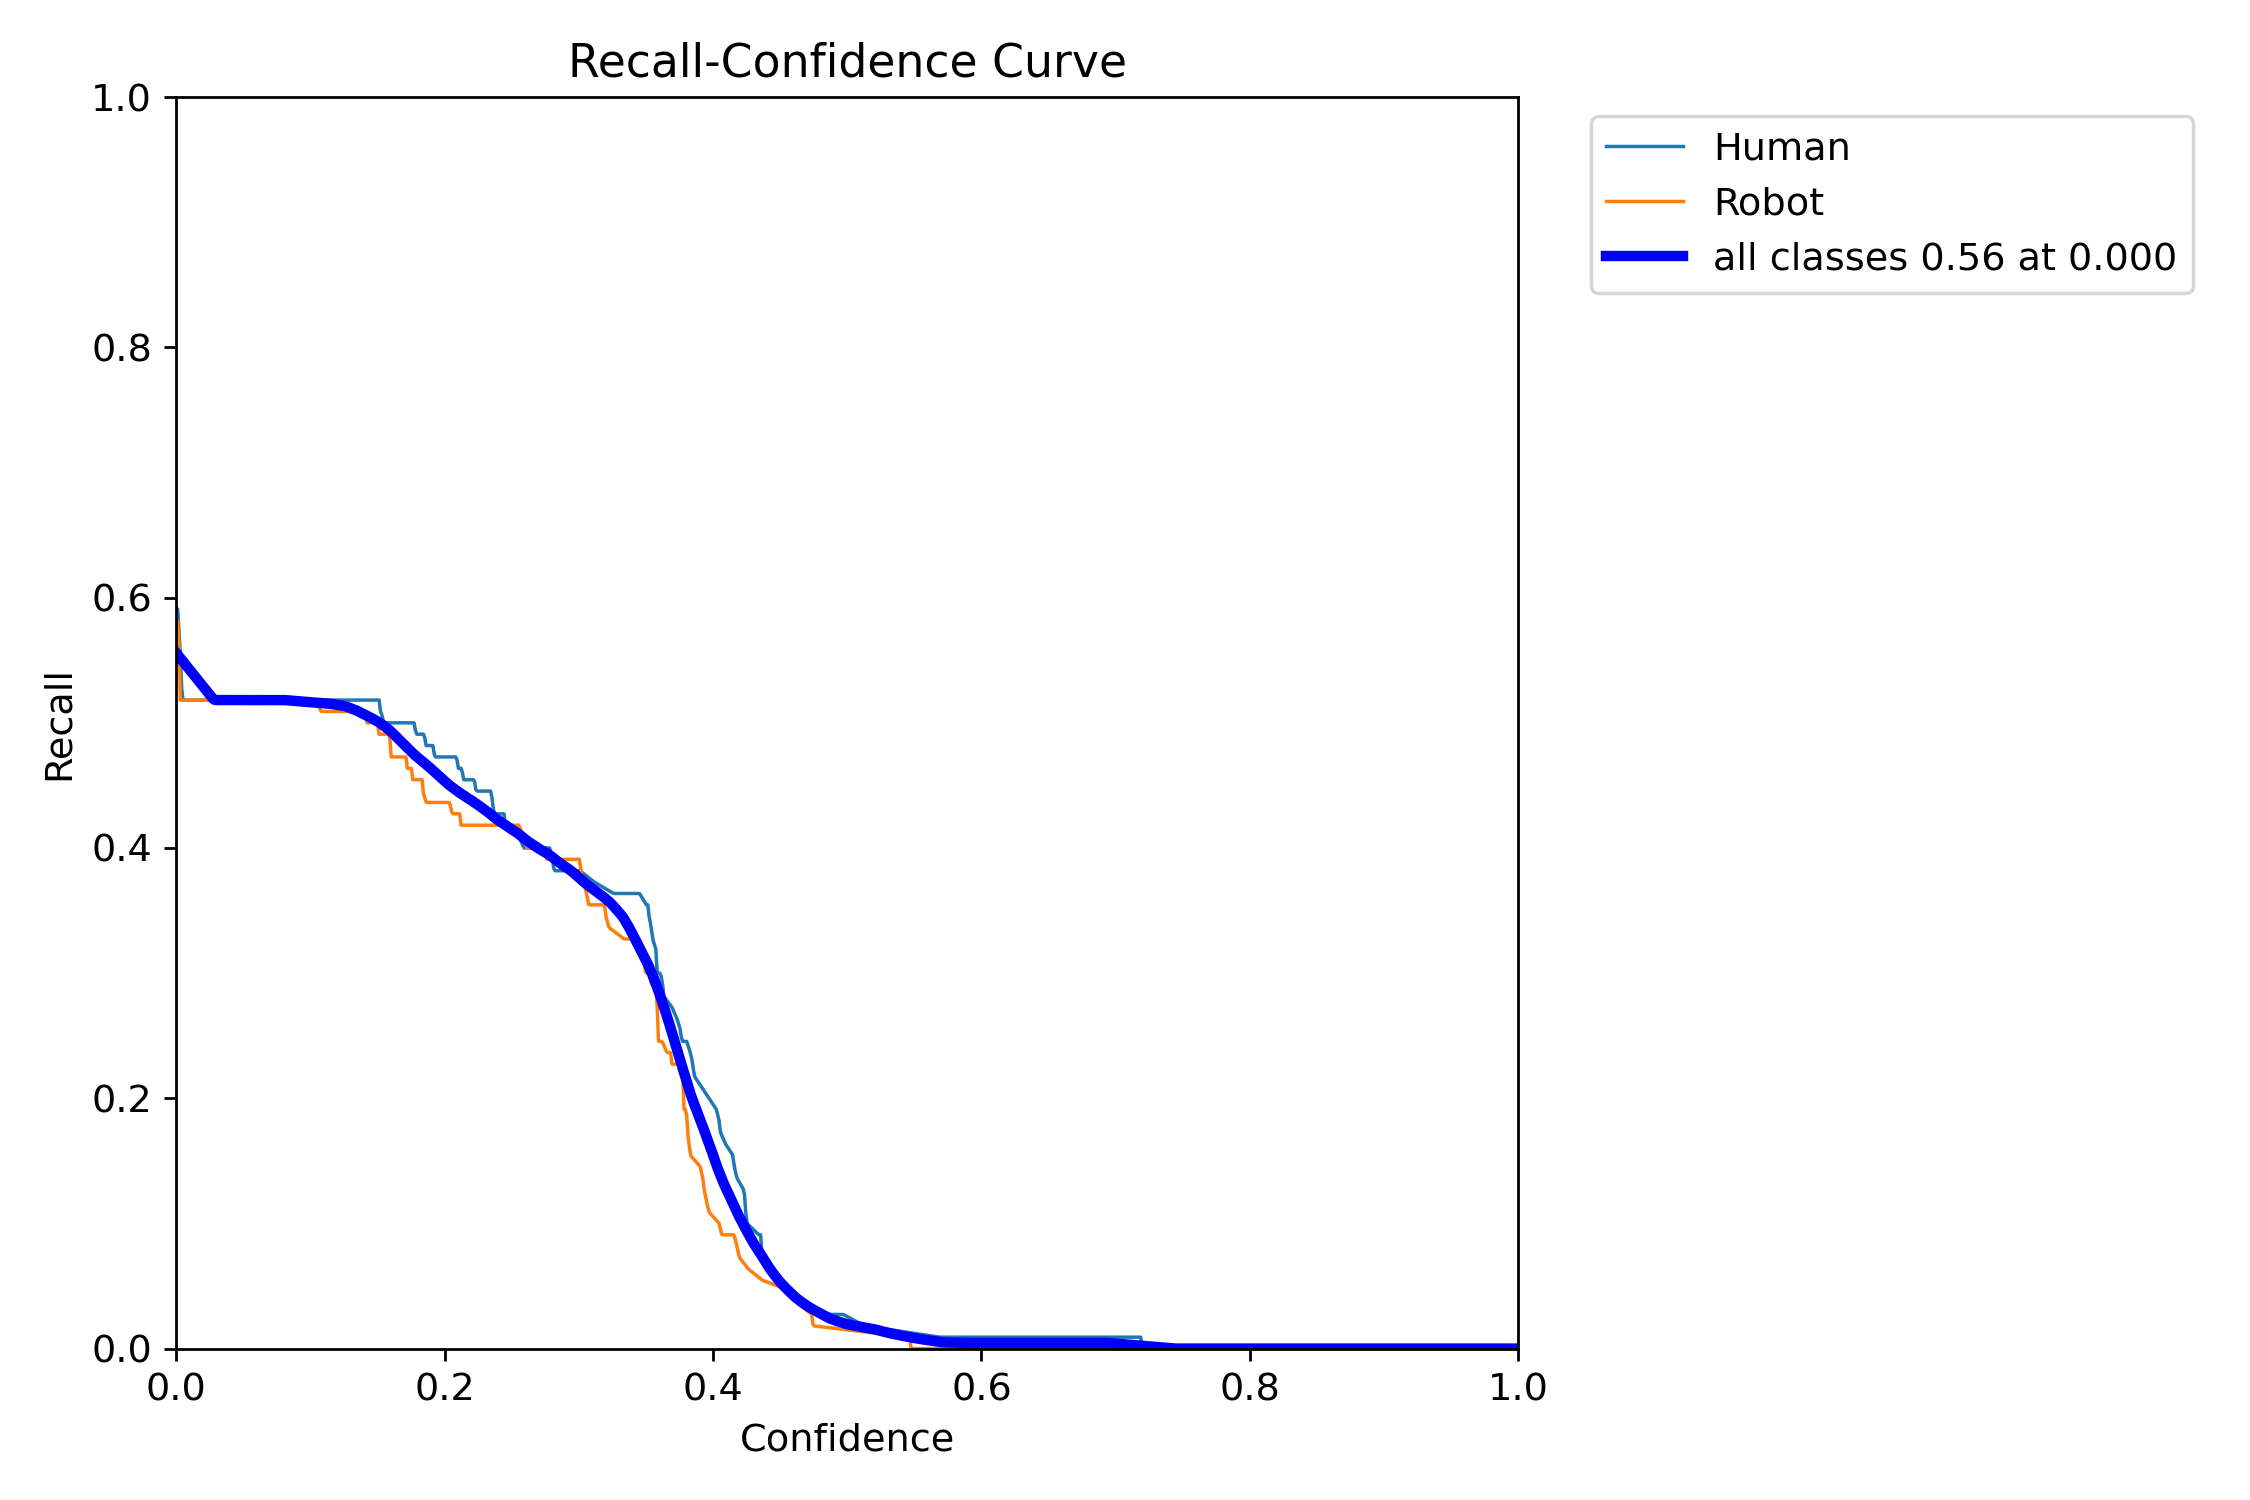 Recall-Confidence Curve
1.0
0.8
0.6
0.4
0.2
0.0
Recall
0.0 0.2 0.4 0.6 0.8 1.0
Confidence
Human
Robot
all classes 0.56 at 0.000